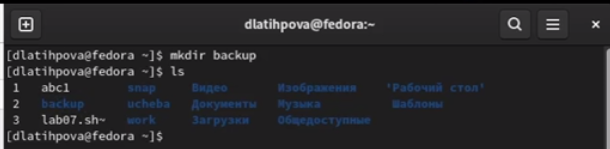 dlatihpova@fedora:~
[dlatihpova@fedora ~]$ mkdir backup
[dlatihpova@fedora ~]$ ls
1 abc1 snap Видео Изображения 'Рабочий стол'
2 backup ucheba Документы Музыка Шаблоны
3 lab07.sh~ work Загрузки Общедоступные
[dlatihpova@fedora ~]$